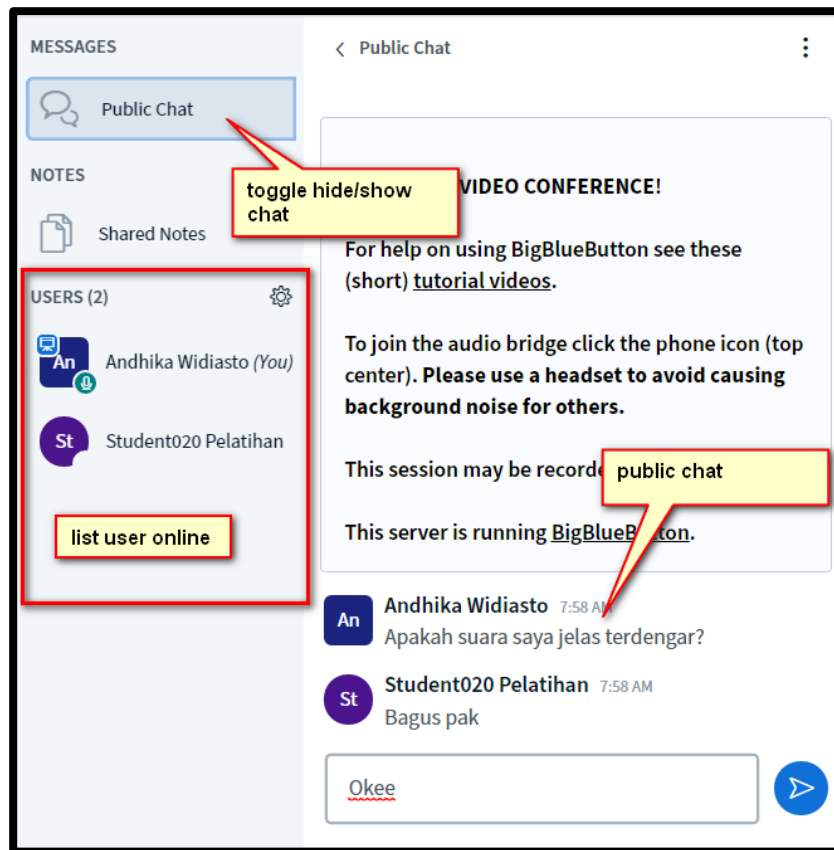 MESSAGES
Public Chat
toggle hide/show
chat
NOTES
Shared Notes
USERS (2)
An
Andhika Widiasto (You)
St
Student020 Pelatihan
list user online
Public Chat
VIDEO CONFERENCE!
For help on using BigBlueButton see these
(short) tutorial videos.
To join the audio bridge click the phone icon (top
center). Please use a headset to avoid causing
background noise for others.
This session may be
public chat
This server is running BigBlueButton.
An
Andhika Widiasto 7:58 AM
Apakah suara saya jelas terdengar?
St
Student020 Pelatihan 7:58 AM
Bagus pak
Okee